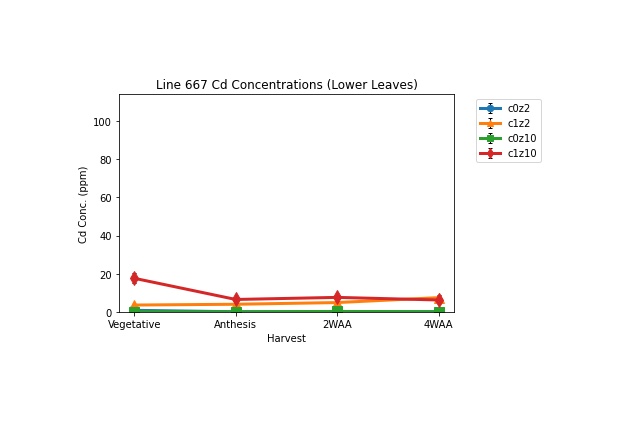 Line 667 Cd Concentrations (Lower Leaves)
c0z2
c1z2
c0z10
c1z10
100
80
60
40
20
0
Cd Conc. (ppm)
Vegetative Anthesis 2WAA 4WAA
Harvest